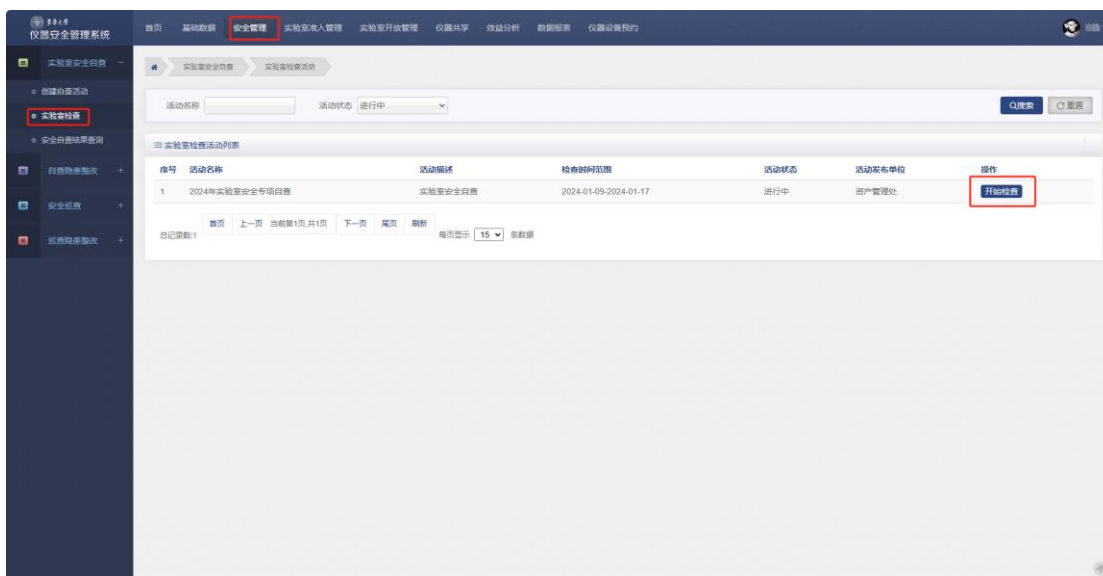 仪器安全管理系统
首页 基础数据 安全管理 实验室准入管理 实验室开放管理 仪器共享 效益分析 数据报表 仪器设备预约
实验室安全自查 −
创建自查活动
实验室检查
安全自查结果查询
自查隐患整改 +
安全巡查 +
巡查隐患整改 +
实验室安全自查 实验室检查活动
活动名称 活动状态 进行中 搜索 重置
实验室检查活动列表
序号 活动名称 活动描述 检查时间范围 活动状态 活动发布单位 操作
1 2024年实验室安全专项自查 实验室安全自查 2024-01-09-2024-01-17 进行中 资产管理处 开始检查
总记录数:1 首页 上一页 当前第1页,共1页 下一页 尾页 刷新 每页显示 15 条数据